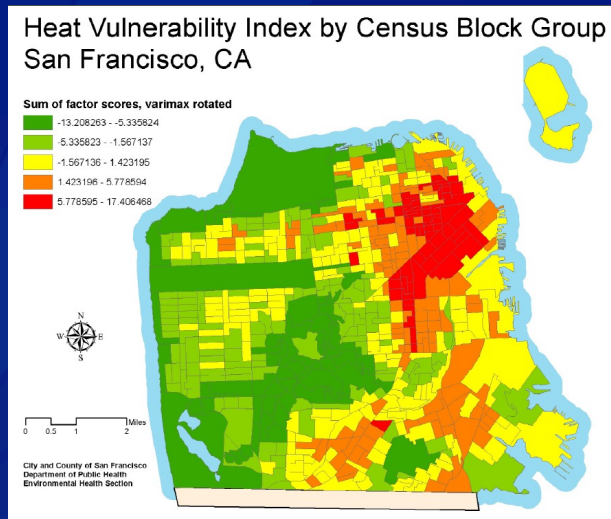 Heat Vulnerability Index by Census Block Group
San Francisco, CA
Sum of factor scores, varimax rotated
-13.208263 - -5.335824
-5.335823 - -1.567137
-1.567136 - 1.423195
1.423196 - 5.778594
5.778595 - 17.406468
N
W E
S
Miles
0 0.5 1 2
City and County of San Francisco
Department of Public Health
Environmental Health Section